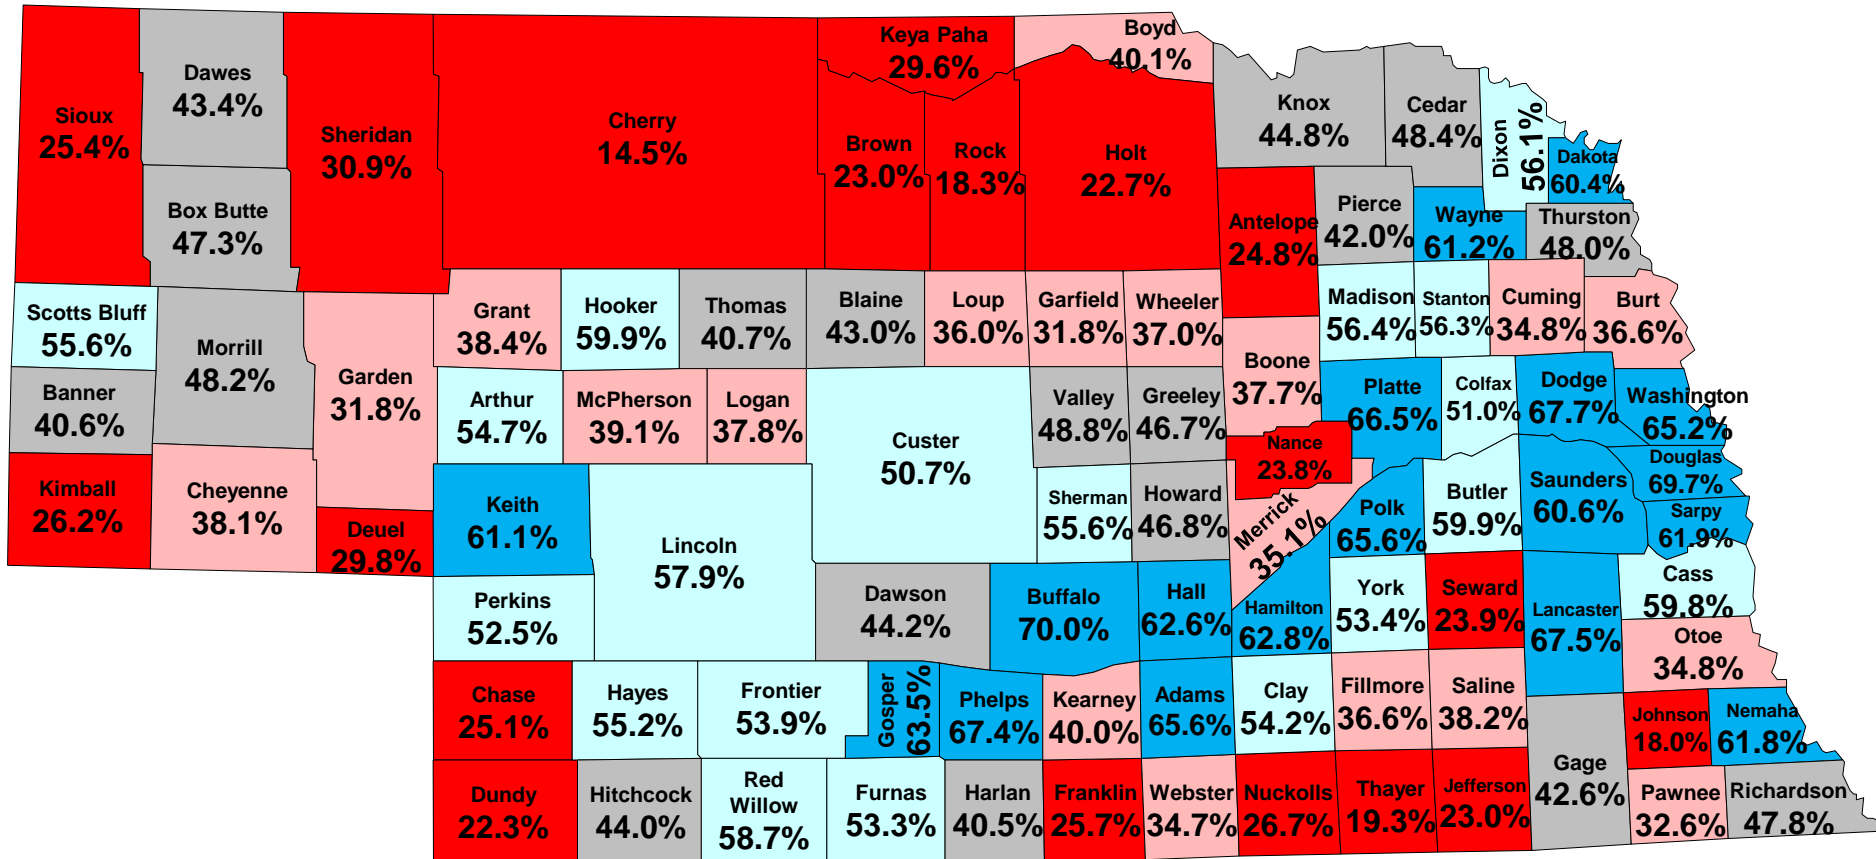 Sioux
25.4%
Dawes
43.4%
Box Butte
47.3%
Sheridan
30.9%
Cherry
14.5%
Keya Paha
29.6%
Brown
23.0%
Rock
18.3%
Boyd
40.1%
Holt
22.7%
Knox
44.8%
Cedar
48.4%
Dixon
56.1%
Dakota
60.4%
Antelope
24.8%
Pierce
42.0%
Wayne
61.2%
Thurston
48.0%
Scotts Bluff
55.6%
Banner
40.6%
Kimball
26.2%
Morrill
48.2%
Cheyenne
38.1%
Garden
31.8%
Deuel
29.8%
Grant
38.4%
Hooker
59.9%
Thomas
40.7%
Blaine
43.0%
Loup
36.0%
Garfield
31.8%
Wheeler
37.0%
Boone
37.7%
Madison
56.4%
Stanton
56.3%
Cuming
34.8%
Burt
36.6%
Arthur
54.7%
McPherson
39.1%
Logan
37.8%
Custer
50.7%
Valley
48.8%
Greeley
46.7%
Nance
23.8%
Platte
66.5%
Colfax
51.0%
Dodge
67.7%
Washington
65.2%
Douglas
69.7%
Sarpy
61.9%
Keith
61.1%
Lincoln
57.9%
Perkins
52.5%
Sherman
55.6%
Howard
46.8%
Merrick
35.1%
Polk
65.6%
Butler
59.9%
Saunders
60.6%
Dawson
44.2%
Buffalo
70.0%
Hall
62.6%
Hamilton
62.8%
York
53.4%
Seward
23.9%
Lancaster
67.5%
Cass
59.8%
Otoe
34.8%
Chase
25.1%
Hayes
55.2%
Frontier
53.9%
Gosper
63.5%
Phelps
67.4%
Kearney
40.0%
Adams
65.6%
Clay
54.2%
Fillmore
36.6%
Saline
38.2%
Johnson
18.0%
Nemaha
61.8%
Dundy
22.3%
Hitchcock
44.0%
Red
Willow
58.7%
Furnas
53.3%
Harlan
40.5%
Franklin
25.7%
Webster
34.7%
Nuckolls
26.7%
Thayer
19.3%
Jefferson
23.0%
Gage
42.6%
Pawnee
32.6%
Richardson
47.8%